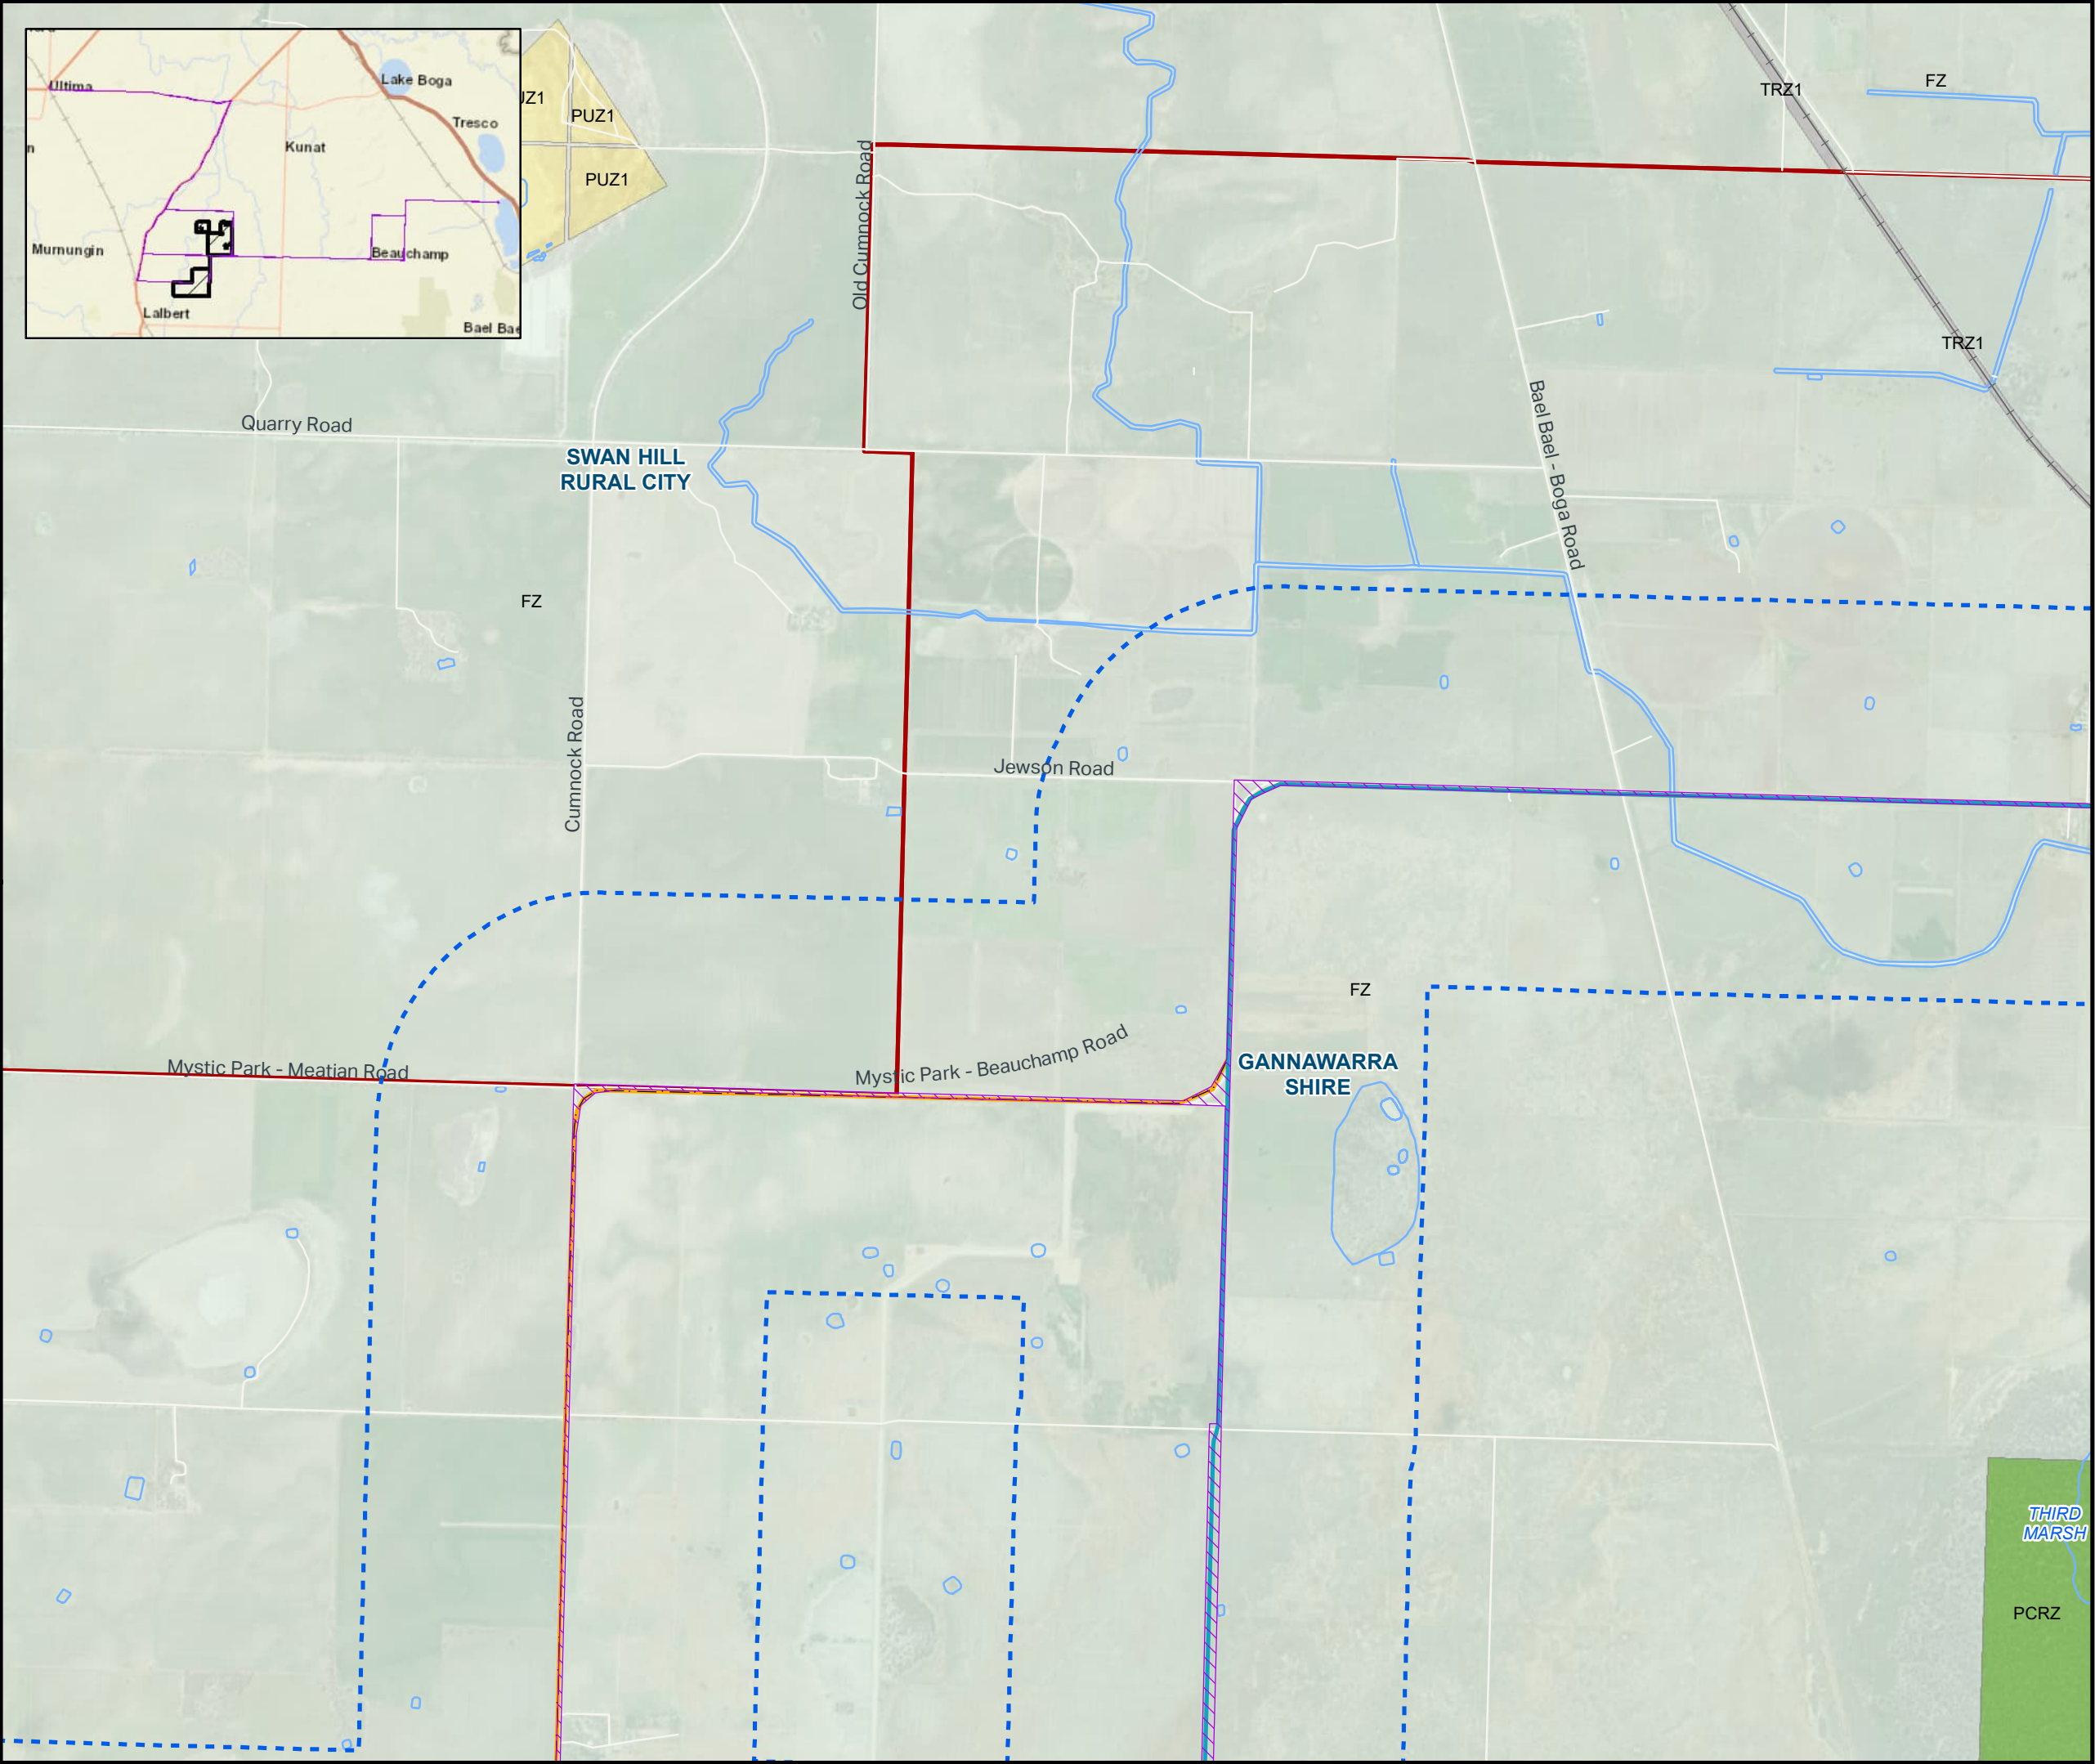 Ultima
Lake Boga
Tresco
Kunat
n
Murnungin
Beauchamp
Lalbert
Bael Bae
JZ1
PUZ1
PUZ1
TRZ1
FZ
Old Cumnock Road
TRZ1
Quarry Road
SWAN HILL
RURAL CITY
Bael Bael - Boga Road
FZ
Cumnock Road
Jewson Road
FZ
Mystic Park - Meatian Road
Mystic Park - Beauchamp Road
GANNAWARRA
SHIRE
THIRD
MARSH
PCRZ